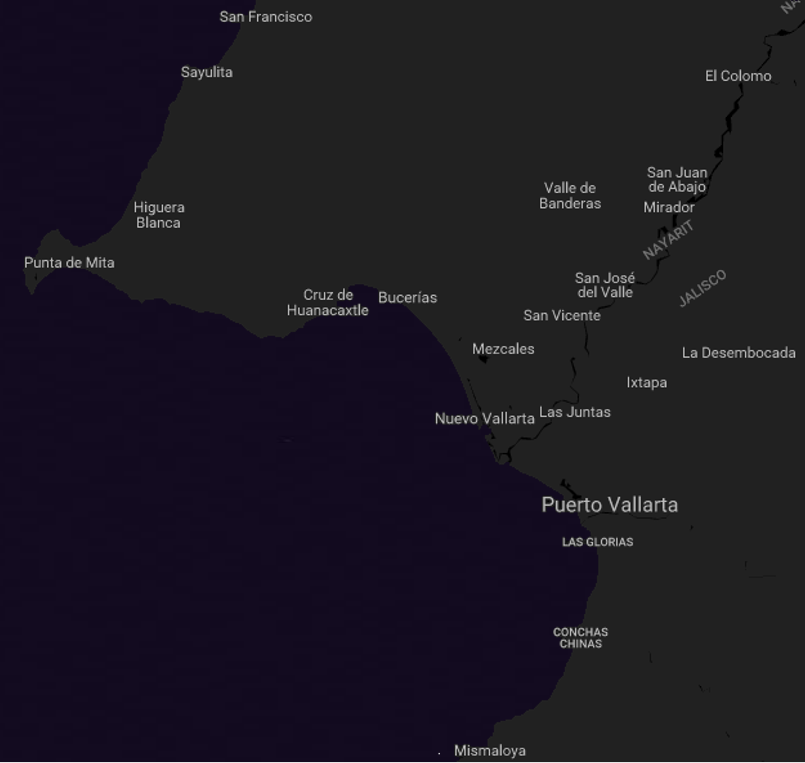 NA
San Francisco
Sayulita
El Colomo
San Juan
de Abajo
Valle de
Banderas
Mirador
Higuera
Blanca
NAYARIT
Punta de Mita
San José
del Valle
JALISCO
Cruz de
Huanacaxtle
Bucerías
San Vicente
Mezcales
La Desembocada
Ixtapa
Nuevo Vallarta
Las Juntas
Puerto Vallarta
LAS GLORIAS
CONCHAS
CHINAS
Mismaloya